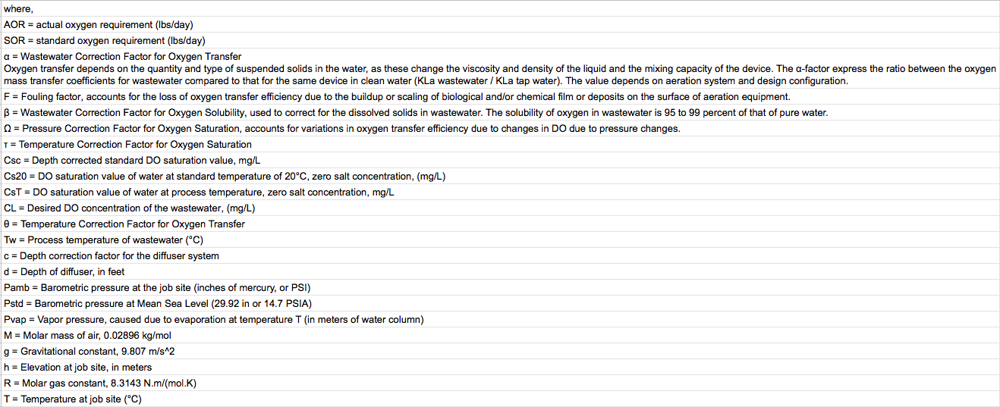 where,
AOR = actual oxygen requirement (lbs/day)
SOR = standard oxygen requirement (lbs/day)
α = Wastewater Correction Factor for Oxygen Transfer
Oxygen transfer depends on the quantity and type of suspended solids in the water, as these change the viscosity and density of the liquid and the mixing capacity of the device. The α-factor express the ratio between the oxygen
mass transfer coefficients for wastewater compared to that for the same device in clean water (KLa wastewater / KLa tap water). The value depends on aeration system and design configuration.
F = Fouling factor, accounts for the loss of oxygen transfer efficiency due to the buildup or scaling of biological and/or chemical film or deposits on the surface of aeration equipment.
β = Wastewater Correction Factor for Oxygen Solubility, used to correct for the dissolved solids in wastewater. The solubility of oxygen in wastewater is 95 to 99 percent of that of pure water.
Ω = Pressure Correction Factor for Oxygen Saturation, accounts for variations in oxygen transfer efficiency due to changes in DO due to pressure changes.
τ = Temperature Correction Factor for Oxygen Saturation
Csc = Depth corrected standard DO saturation value, mg/L
Cs20 = DO saturation value of water at standard temperature of 20°C, zero salt concentration, (mg/L)
CsT = DO saturation value of water at process temperature, zero salt concentration, mg/L
CL = Desired DO concentration of the wastewater, (mg/L)
θ = Temperature Correction Factor for Oxygen Transfer
Tw = Process temperature of wastewater (°C)
c = Depth correction factor for the diffuser system
d = Depth of diffuser, in feet
Pamb = Barometric pressure at the job site (inches of mercury, or PSI)
Pstd = Barometric pressure at Mean Sea Level (29.92 in or 14.7 PSIA)
Pvap = Vapor pressure, caused due to evaporation at temperature T (in meters of water column)
M = Molar mass of air, 0.02896 kg/mol
g = Gravitational constant, 9.807 m/s^2
h = Elevation at job site, in meters
R = Molar gas constant, 8.3143 N.m/(mol.K)
T = Temperature at job site (°C)